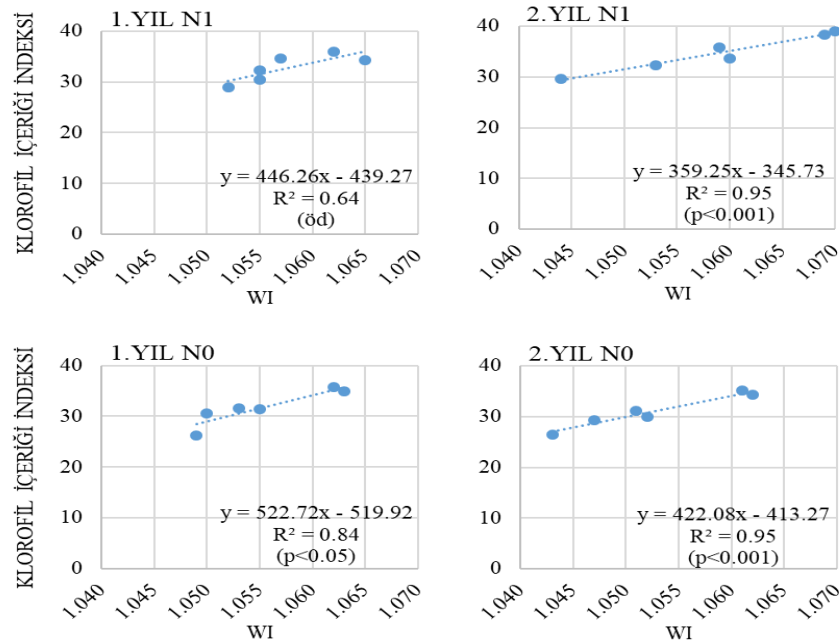 1.YIL N1
KLOROFİL İÇERİĞİ İNDEKSİ
40
30
20
10
0
y = 446.26x - 439.27
R² = 0.64
(öd)
1.040 1.045 1.050 1.055 1.060 1.065 1.070
WI
2.YIL N1
40
30
20
10
0
y = 359.25x - 345.73
R² = 0.95
(p<0.001)
1.040 1.045 1.050 1.055 1.060 1.065 1.070
WI
1.YIL N0
KLOROFİL İÇERİĞİ İNDEKSİ
40
30
20
10
0
y = 522.72x - 519.92
R² = 0.84
(p<0.05)
1.040 1.045 1.050 1.055 1.060 1.065 1.070
WI
2.YIL N0
40
30
20
10
0
y = 422.08x - 413.27
R² = 0.95
(p<0.001)
1.040 1.045 1.050 1.055 1.060 1.065 1.070
WI